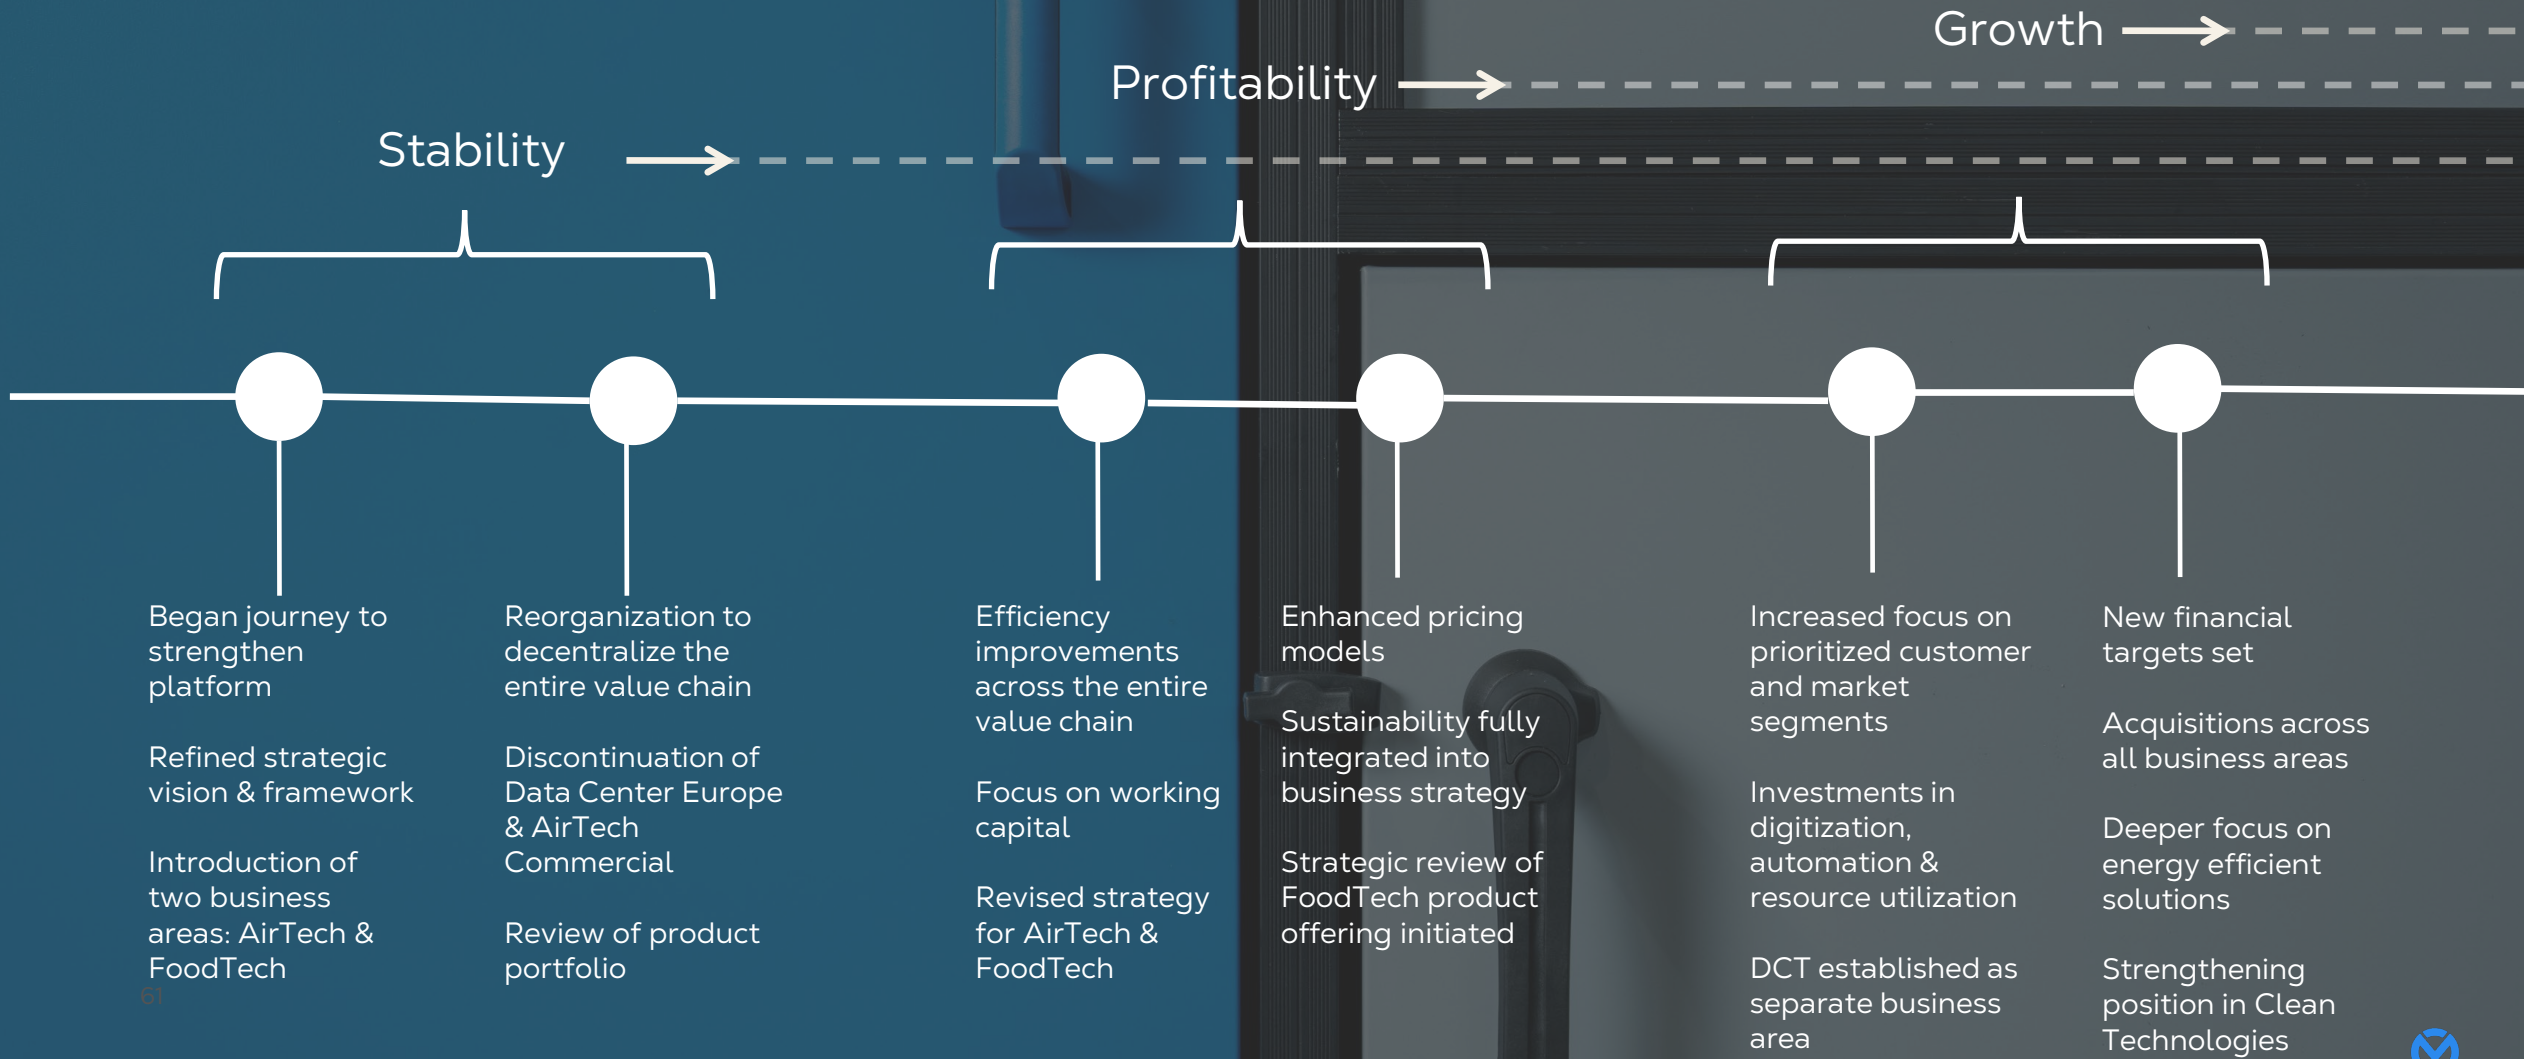 Growth
Profitability
Stability
Began journey to
strengthen
platform
Refined strategic
vision & framework
Introduction of
two business
areas: AirTech &
FoodTech
Reorganization to
decentralize the
entire value chain
Discontinuation of
Data Center Europe
& AirTech
Commercial
Review of product
portfolio
Efficiency
improvements
across the entire
value chain
Focus on working
capital
Revised strategy
for AirTech &
FoodTech
Enhanced pricing
models
Sustainability fully
integrated into
business strategy
Strategic review of
FoodTech product
offering initiated
Increased focus on
prioritized customer
and market
segments
Investments in
digitization,
automation &
resource utilization
DCT established as
separate business
area
New financial
targets set
Acquisitions across
all business areas
Deeper focus on
energy efficient
solutions
Strengthening
position in Clean
Technologies
61